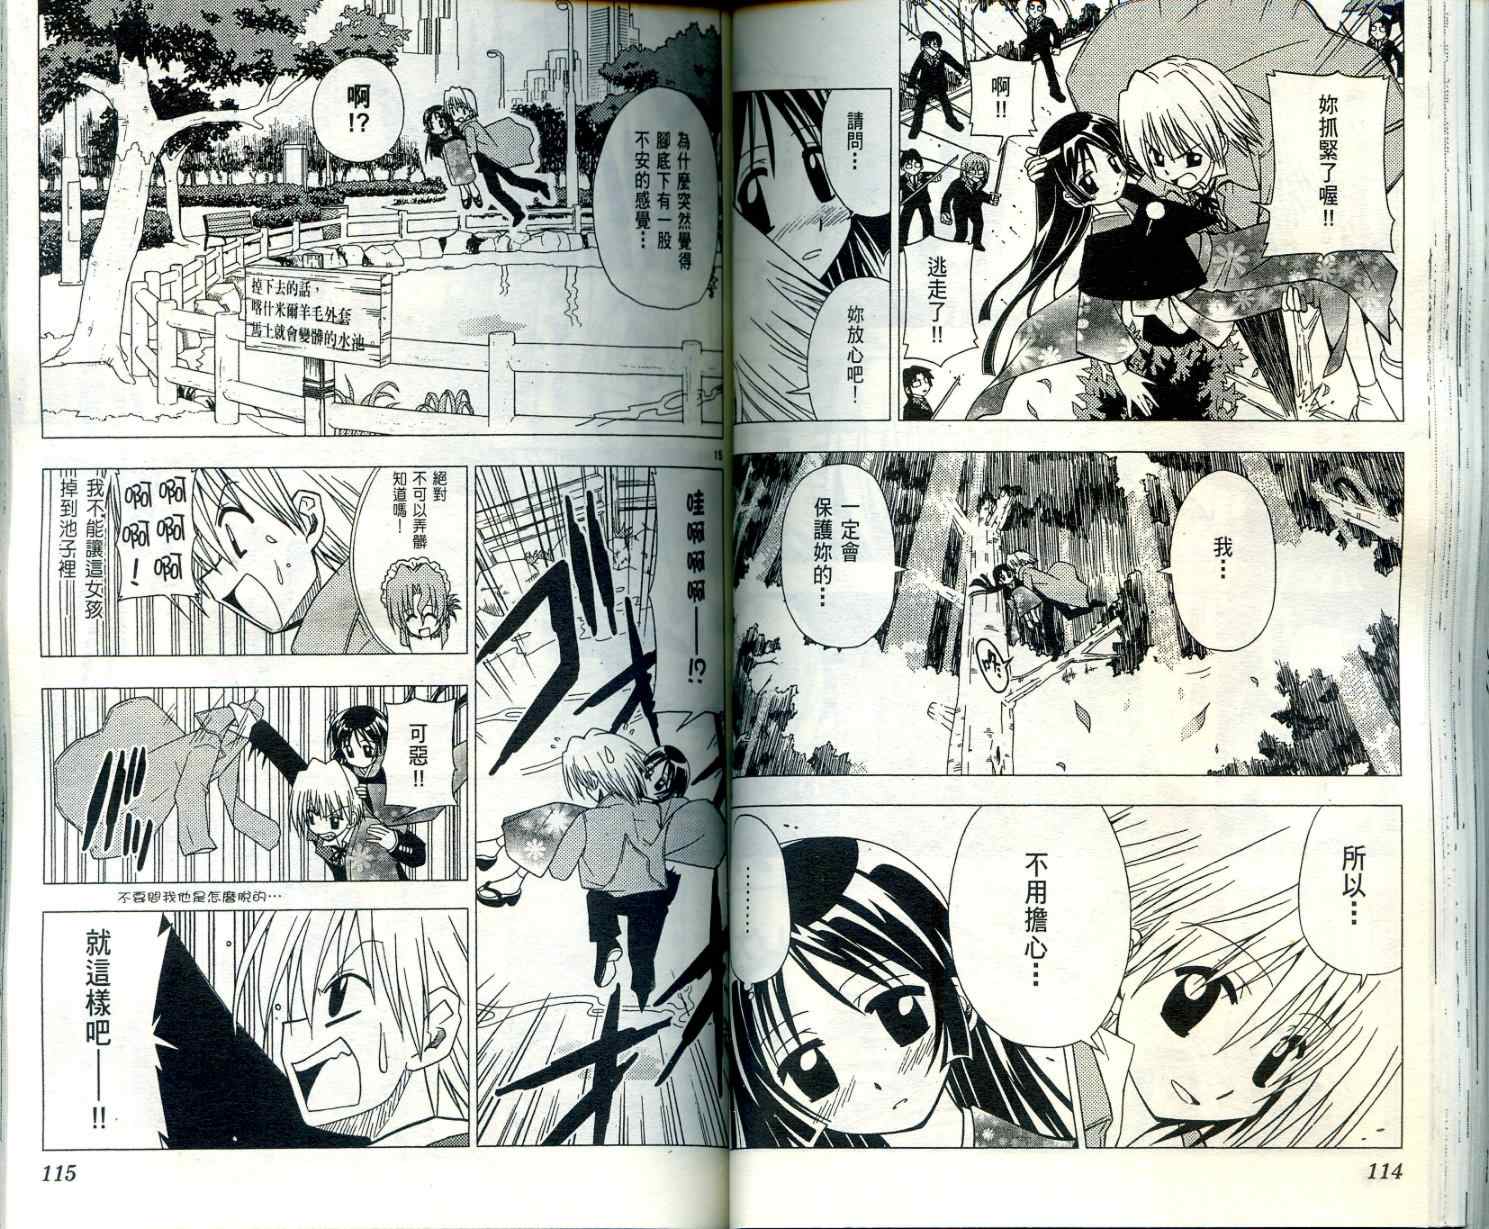 妳抓緊了喔!!
啊!!
逃走了!!
請問…
妳放心吧!
我…
一定會
保護妳的…
咚
所以…
不用擔心…
………
114
為什麼突然覺得
腳底下有一股
不安的感覺…
啊!?
掉下去的話，
喀什米爾羊毛外套
馬上就會變髒的水池。
15
哇啊啊啊——!?
絕對
不可以弄髒
知道嗎!
啊啊
啊啊
啊啊!
我不能讓這女孩
掉到池子裡——
可惡!!
不要問我他是怎麼脫的…
就這樣吧——!!
115